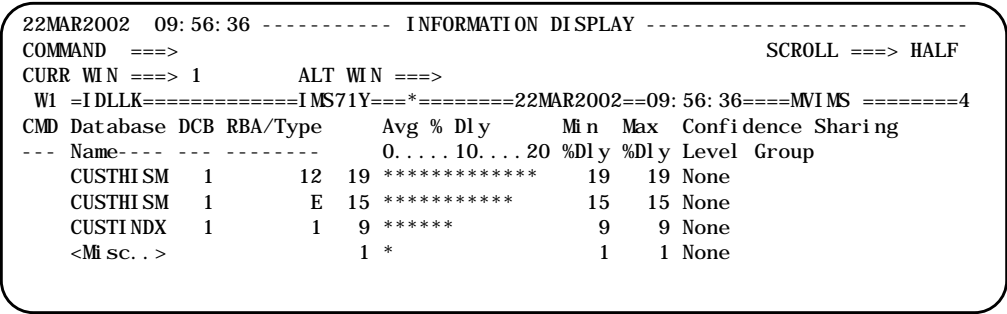 22MAR2002  09:56:36 ----------- INFORMATION DISPLAY ---------------------------
COMMAND  ===>                                                 SCROLL ===> HALF
CURR WIN ===> 1         ALT WIN ===>
 W1 =IDLLK=============IMS71Y===*========22MAR2002==09:56:36====MVIMS ========4
CMD Database DCB RBA/Type     Avg % Dly      Min  Max  Confidence Sharing
--- Name---- --- --------     0.....10....20 %Dly %Dly Level Group
    CUSTHISM   1       12  19 *************    19   19 None
    CUSTHISM   1        E  15 ***********      15   15 None
    CUSTINDX   1        1   9 ******            9    9 None
    <Misc..>                1 *                 1    1 None